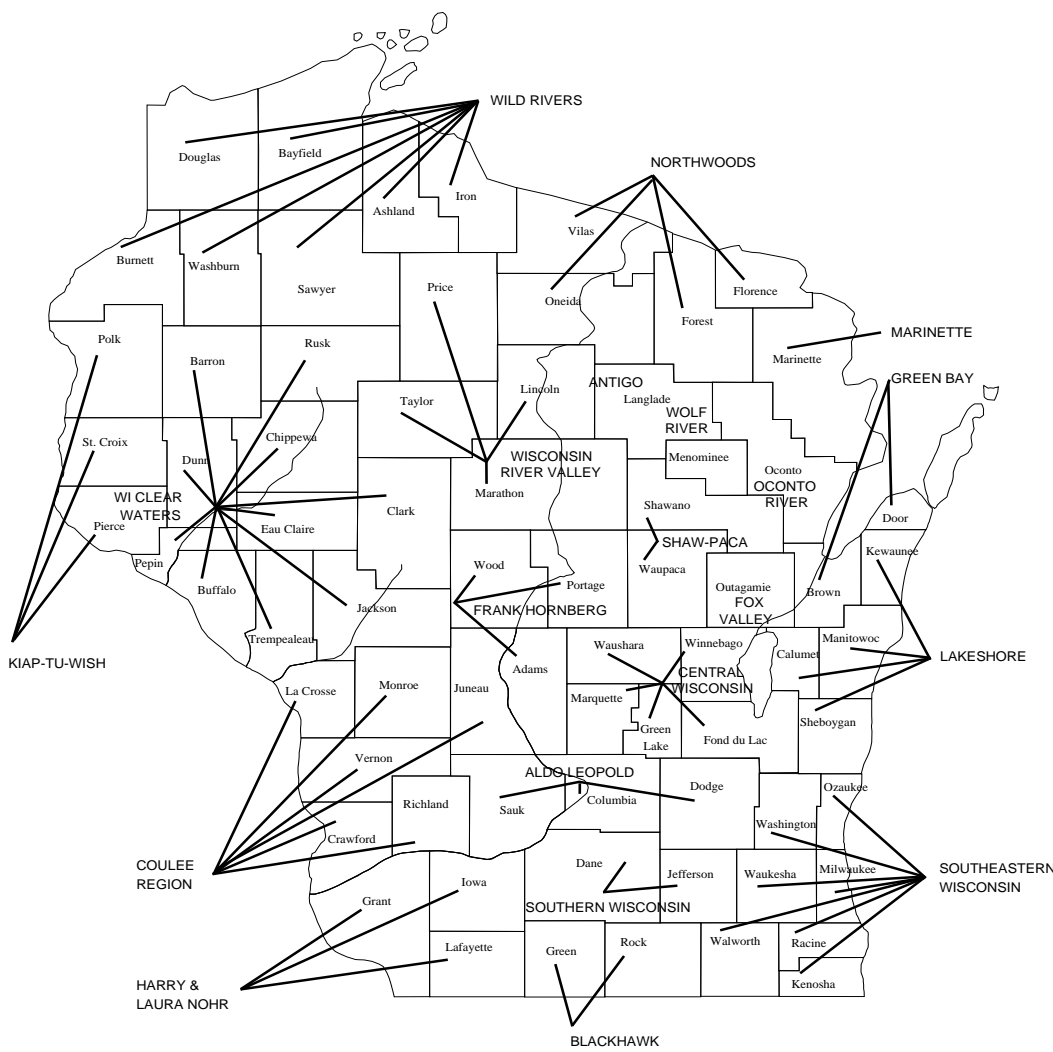 WILD RIVERS
Douglas
Bayfield
NORTHWOODS
Iron
Ashland
Vilas
Burnett
Washburn
Sawyer
Price
Oneida
Florence
Forest
MARINETTE
Polk
Barron
Rusk
Marinette
GREEN BAY
ANTIGO
Lincoln
Langlade
Taylor
WOLF
RIVER
St. Croix
Chippewa
Dunn
WISCONSIN
RIVER VALLEY
Menominee
Marathon
Oconto
OCONTO
RIVER
WI CLEAR
WATERS
Clark
Shawano
Door
Pierce
Eau Claire
SHAW-PACA
Kewaunee
Pepin
Waupaca
Wood
Portage
Buffalo
Outagamie
Brown
FOX
VALLEY
Jackson
FRANK HORNBERG
Trempealeau
Manitowoc
KIAP-TU-WISH
Waushara
Winnebago
Calumet
LAKESHORE
Adams
CENTRAL
WISCONSIN
La Crosse
Monroe
Juneau
Marquette
Green
Lake
Sheboygan
Fond du Lac
Vernon
ALDO LEOPOLD
Dodge
Ozaukee
Richland
Sauk
Columbia
Washington
Crawford
COULEE
REGION
Dane
Jefferson
Waukesha
Milwaukee
SOUTHEASTERN
WISCONSIN
Iowa
Grant
SOUTHERN WISCONSIN
Lafayette
Green
Rock
Walworth
Racine
HARRY &
LAURA NOHR
Kenosha
BLACKHAWK